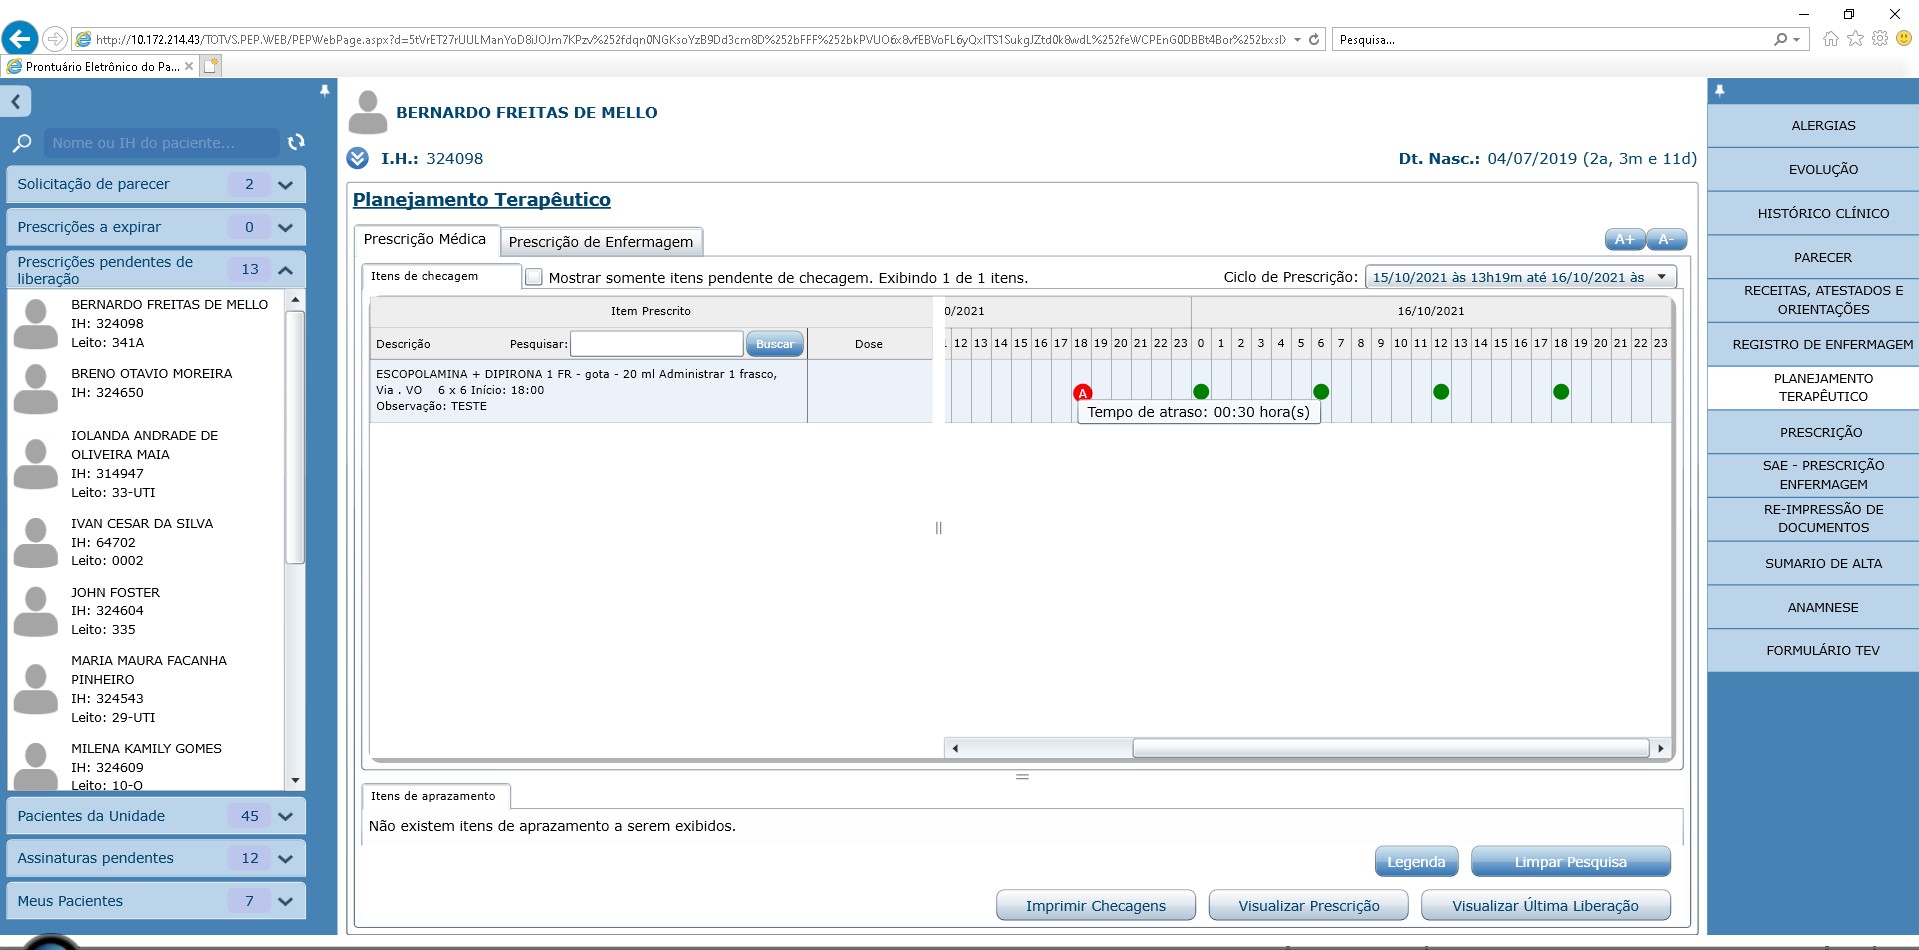 http://10.172.214.43/TOTVS.PEP.WEB/PEPWebPage.aspx?d=
Pesquisa...
Prontuário Eletrônico do Pa...
Nome ou IH do paciente...
Solicitação de parecer 2
Prescrições a expirar 0
Prescrições pendentes de
liberação
13
BERNARDO FREITAS DE MELLO
IH: 324098
Leito: 341A
BRENO OTAVIO MOREIRA
IH: 324650
IOLANDA ANDRADE DE
OLIVEIRA MAIA
IH: 314947
Leito: 33-UTI
IVAN CESAR DA SILVA
IH: 64702
Leito: 0002
JOHN FOSTER
IH: 324604
Leito: 335
MARIA MAURA FACANHA
PINHEIRO
IH: 324543
Leito: 29-UTI
MILENA KAMILY GOMES
IH: 324609
Leito: 10-O
Pacientes da Unidade 45
Assinaturas pendentes 12
Meus Pacientes 7
BERNARDO FREITAS DE MELLO
I.H.: 324098
Dt. Nasc.: 04/07/2019 (2a, 3m e 11d)
Planejamento Terapêutico
Prescrição Médica
Prescrição de Enfermagem
A+ A-
Itens de checagem
Mostrar somente itens pendente de checagem. Exibindo 1 de 1 itens.
Ciclo de Prescrição: 15/10/2021 às 13h19m até 16/10/2021 às
Item Prescrito
0/2021
16/10/2021
Descrição
Pesquisar:
Buscar
Dose
12 13 14 15 16 17 18 19 20 21 22 23 0 1 2 3 4 5 6 7 8 9 10 11 12 13 14 15 16 17 18 19 20 21 22 23
ESCOPOLAMINA + DIPIRONA 1 FR - gota - 20 ml Administrar 1 frasco,
Via . VO 6 x 6 Início: 18:00
Observação: TESTE
A
Tempo de atraso: 00:30 hora(s)
Itens de aprazamento
Não existem itens de aprazamento a serem exibidos.
Legenda
Limpar Pesquisa
Imprimir Checagens
Visualizar Prescrição
Visualizar Última Liberação
ALERGIAS
EVOLUÇÃO
HISTÓRICO CLÍNICO
PARECER
RECEITAS, ATESTADOS E
ORIENTAÇÕES
REGISTRO DE ENFERMAGEM
PLANEJAMENTO
TERAPÊUTICO
PRESCRIÇÃO
SAE - PRESCRIÇÃO
ENFERMAGEM
RE-IMPRESSÃO DE
DOCUMENTOS
SUMARIO DE ALTA
ANAMNESE
FORMULÁRIO TEV